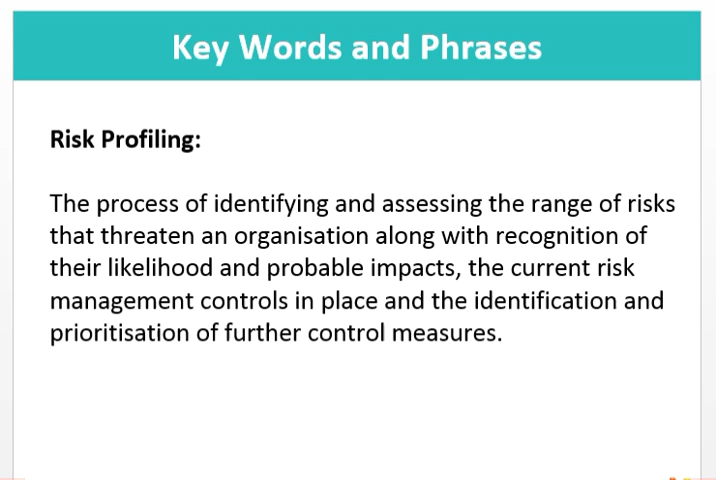 Key Words and Phrases
Risk Profiling:
The process of identifying and assessing the range of risks
that threaten an organisation along with recognition of
their likelihood and probable impacts, the current risk
management controls in place and the identification and
prioritisation of further control measures.